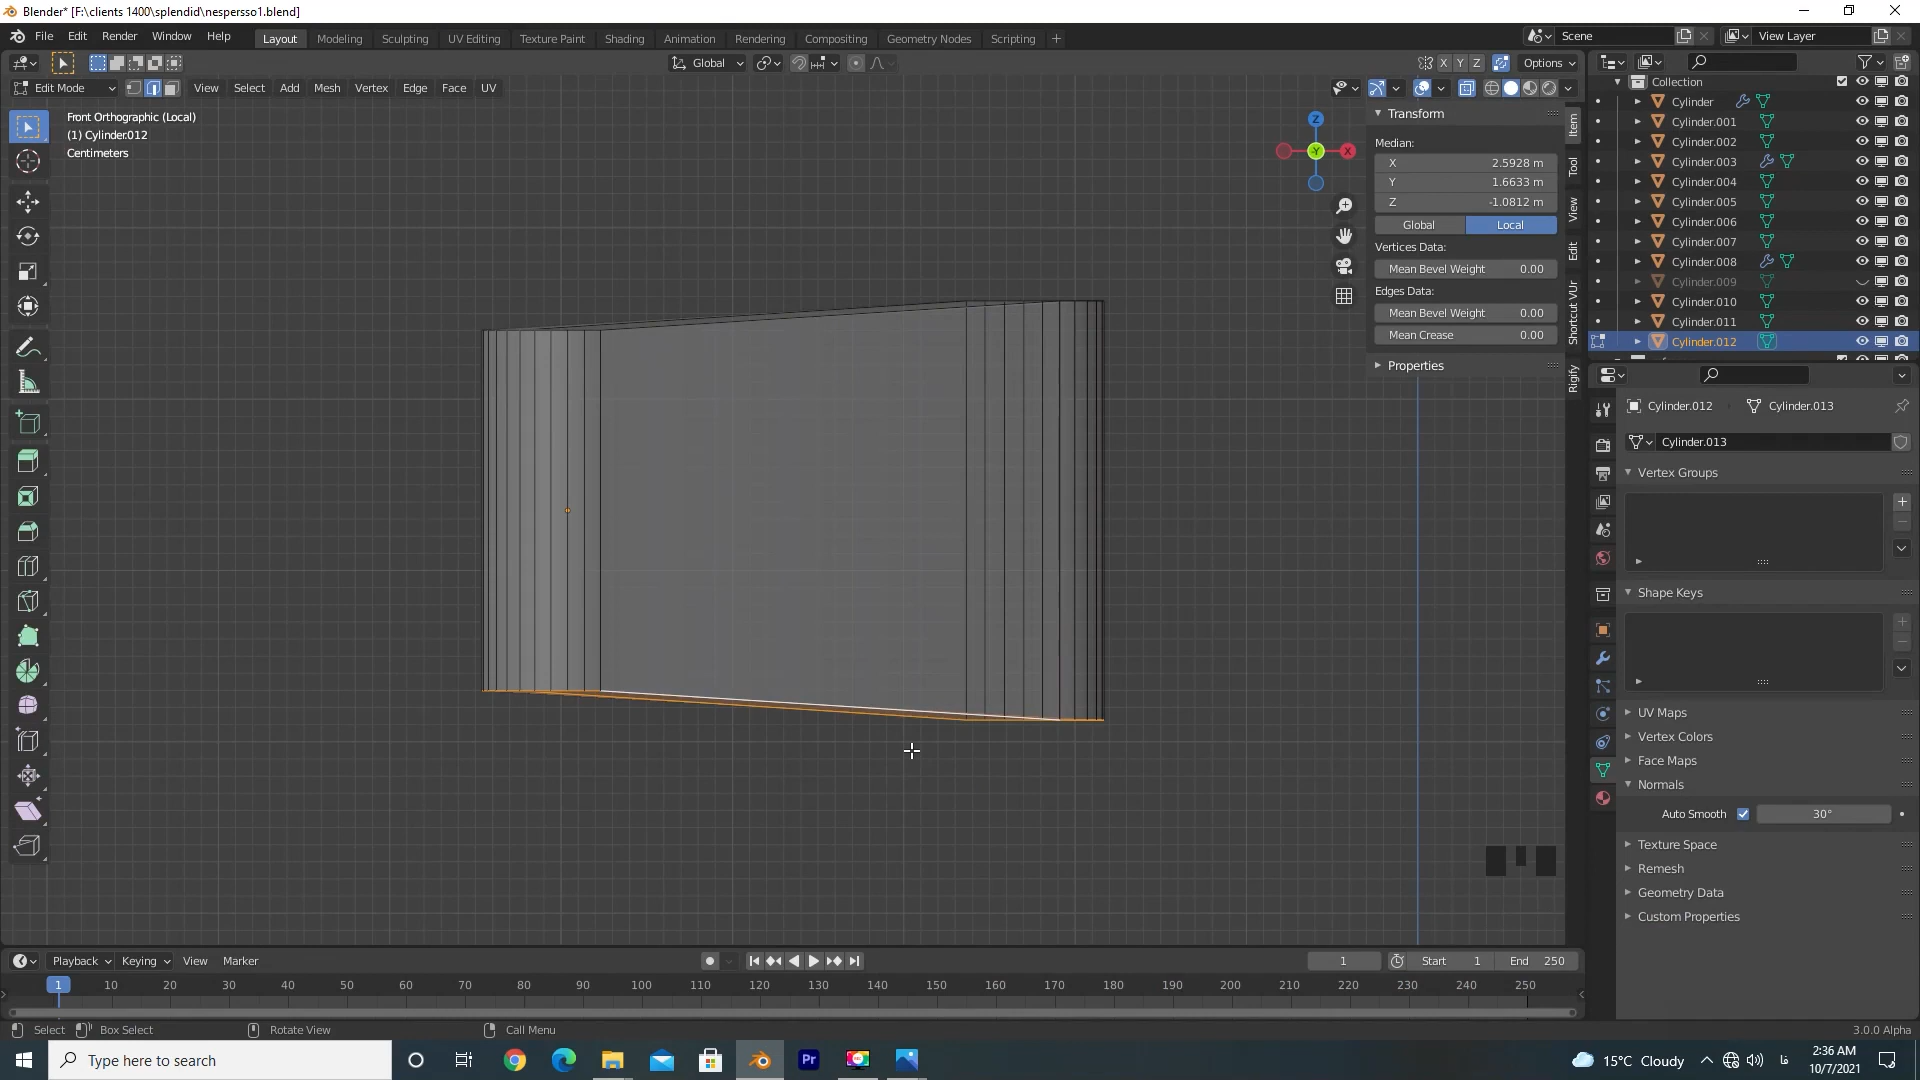 Blender* [F:\clients 1400\splendid\nespersso1.blend]
File Edit Render Window Help
Layout Modeling Sculpting UV Editing Texture Paint Shading Animation Rendering Compositing Geometry Nodes Scripting +
Scene
View Layer
Global
X Y Z Options
Edit Mode View Select Add Mesh Vertex Edge Face UV
Front Orthographic (Local)
(1) Cylinder.012
Centimeters
Z
X
-Y
Transform
Median:
X 2.5928 m
Y 1.6633 m
Z -1.0812 m
Global Local
Vertices Data:
Mean Bevel Weight 0.00
Edges Data:
Mean Bevel Weight 0.00
Mean Crease 0.00
Properties
Item
Tool
View
Edit
Shortcut VUr
Rigify
Collection
Cylinder
Cylinder.001
Cylinder.002
Cylinder.003
Cylinder.004
Cylinder.005
Cylinder.006
Cylinder.007
Cylinder.008
Cylinder.009
Cylinder.010
Cylinder.011
Cylinder.012
Cylinder.012 Cylinder.013
Cylinder.013
Vertex Groups
Shape Keys
UV Maps
Vertex Colors
Face Maps
Normals
Auto Smooth 30°
Texture Space
Remesh
Geometry Data
Custom Properties
Playback Keying View Marker
1 Start 1 End 250
1 10 20 30 40 50 60 70 80 90 100 110 120 130 140 150 160 170 180 190 200 210 220 230 240 250
Select Box Select Rotate View Call Menu
3.0.0 Alpha
Type here to search
Pr
15°C Cloudy
فا
2:36 AM
10/7/2021